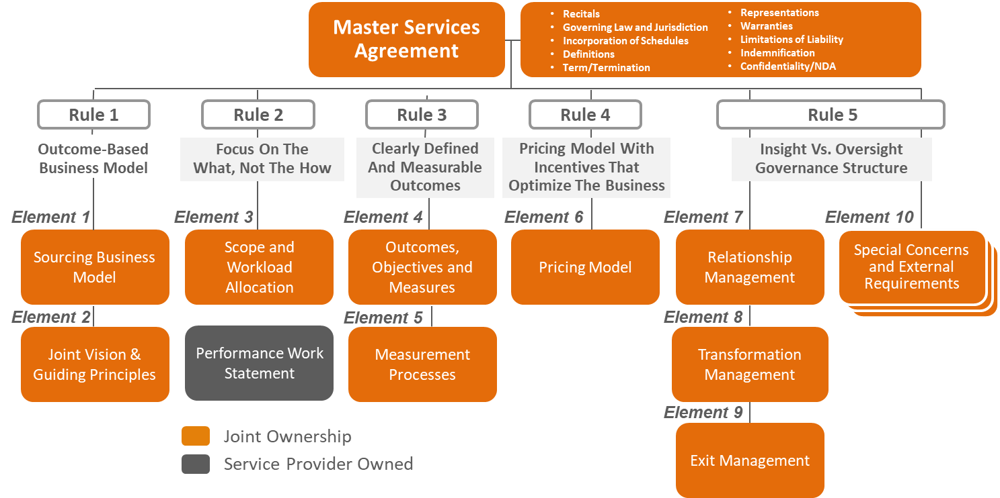 Master Services
Agreement
• Recitals
• Governing Law and Jurisdiction
• Incorporation of Schedules
• Definitions
• Term/Termination
• Representations
• Warranties
• Limitations of Liability
• Indemnification
• Confidentiality/NDA
Rule 1
Outcome-Based
Business Model
Element 1
Sourcing Business
Model
Element 2
Joint Vision &
Guiding Principles
Rule 2
Focus On The
What, Not The How
Element 3
Scope and
Workload
Allocation
Performance Work
Statement
Rule 3
Clearly Defined
And Measurable
Outcomes
Element 4
Outcomes,
Objectives and
Measures
Element 5
Measurement
Processes
Rule 4
Pricing Model With
Incentives That
Optimize The Business
Element 6
Pricing Model
Rule 5
Insight Vs. Oversight
Governance Structure
Element 7
Relationship
Management
Element 8
Transformation
Management
Element 9
Exit Management
Element 10
Special Concerns
and External
Requirements
Joint Ownership
Service Provider Owned